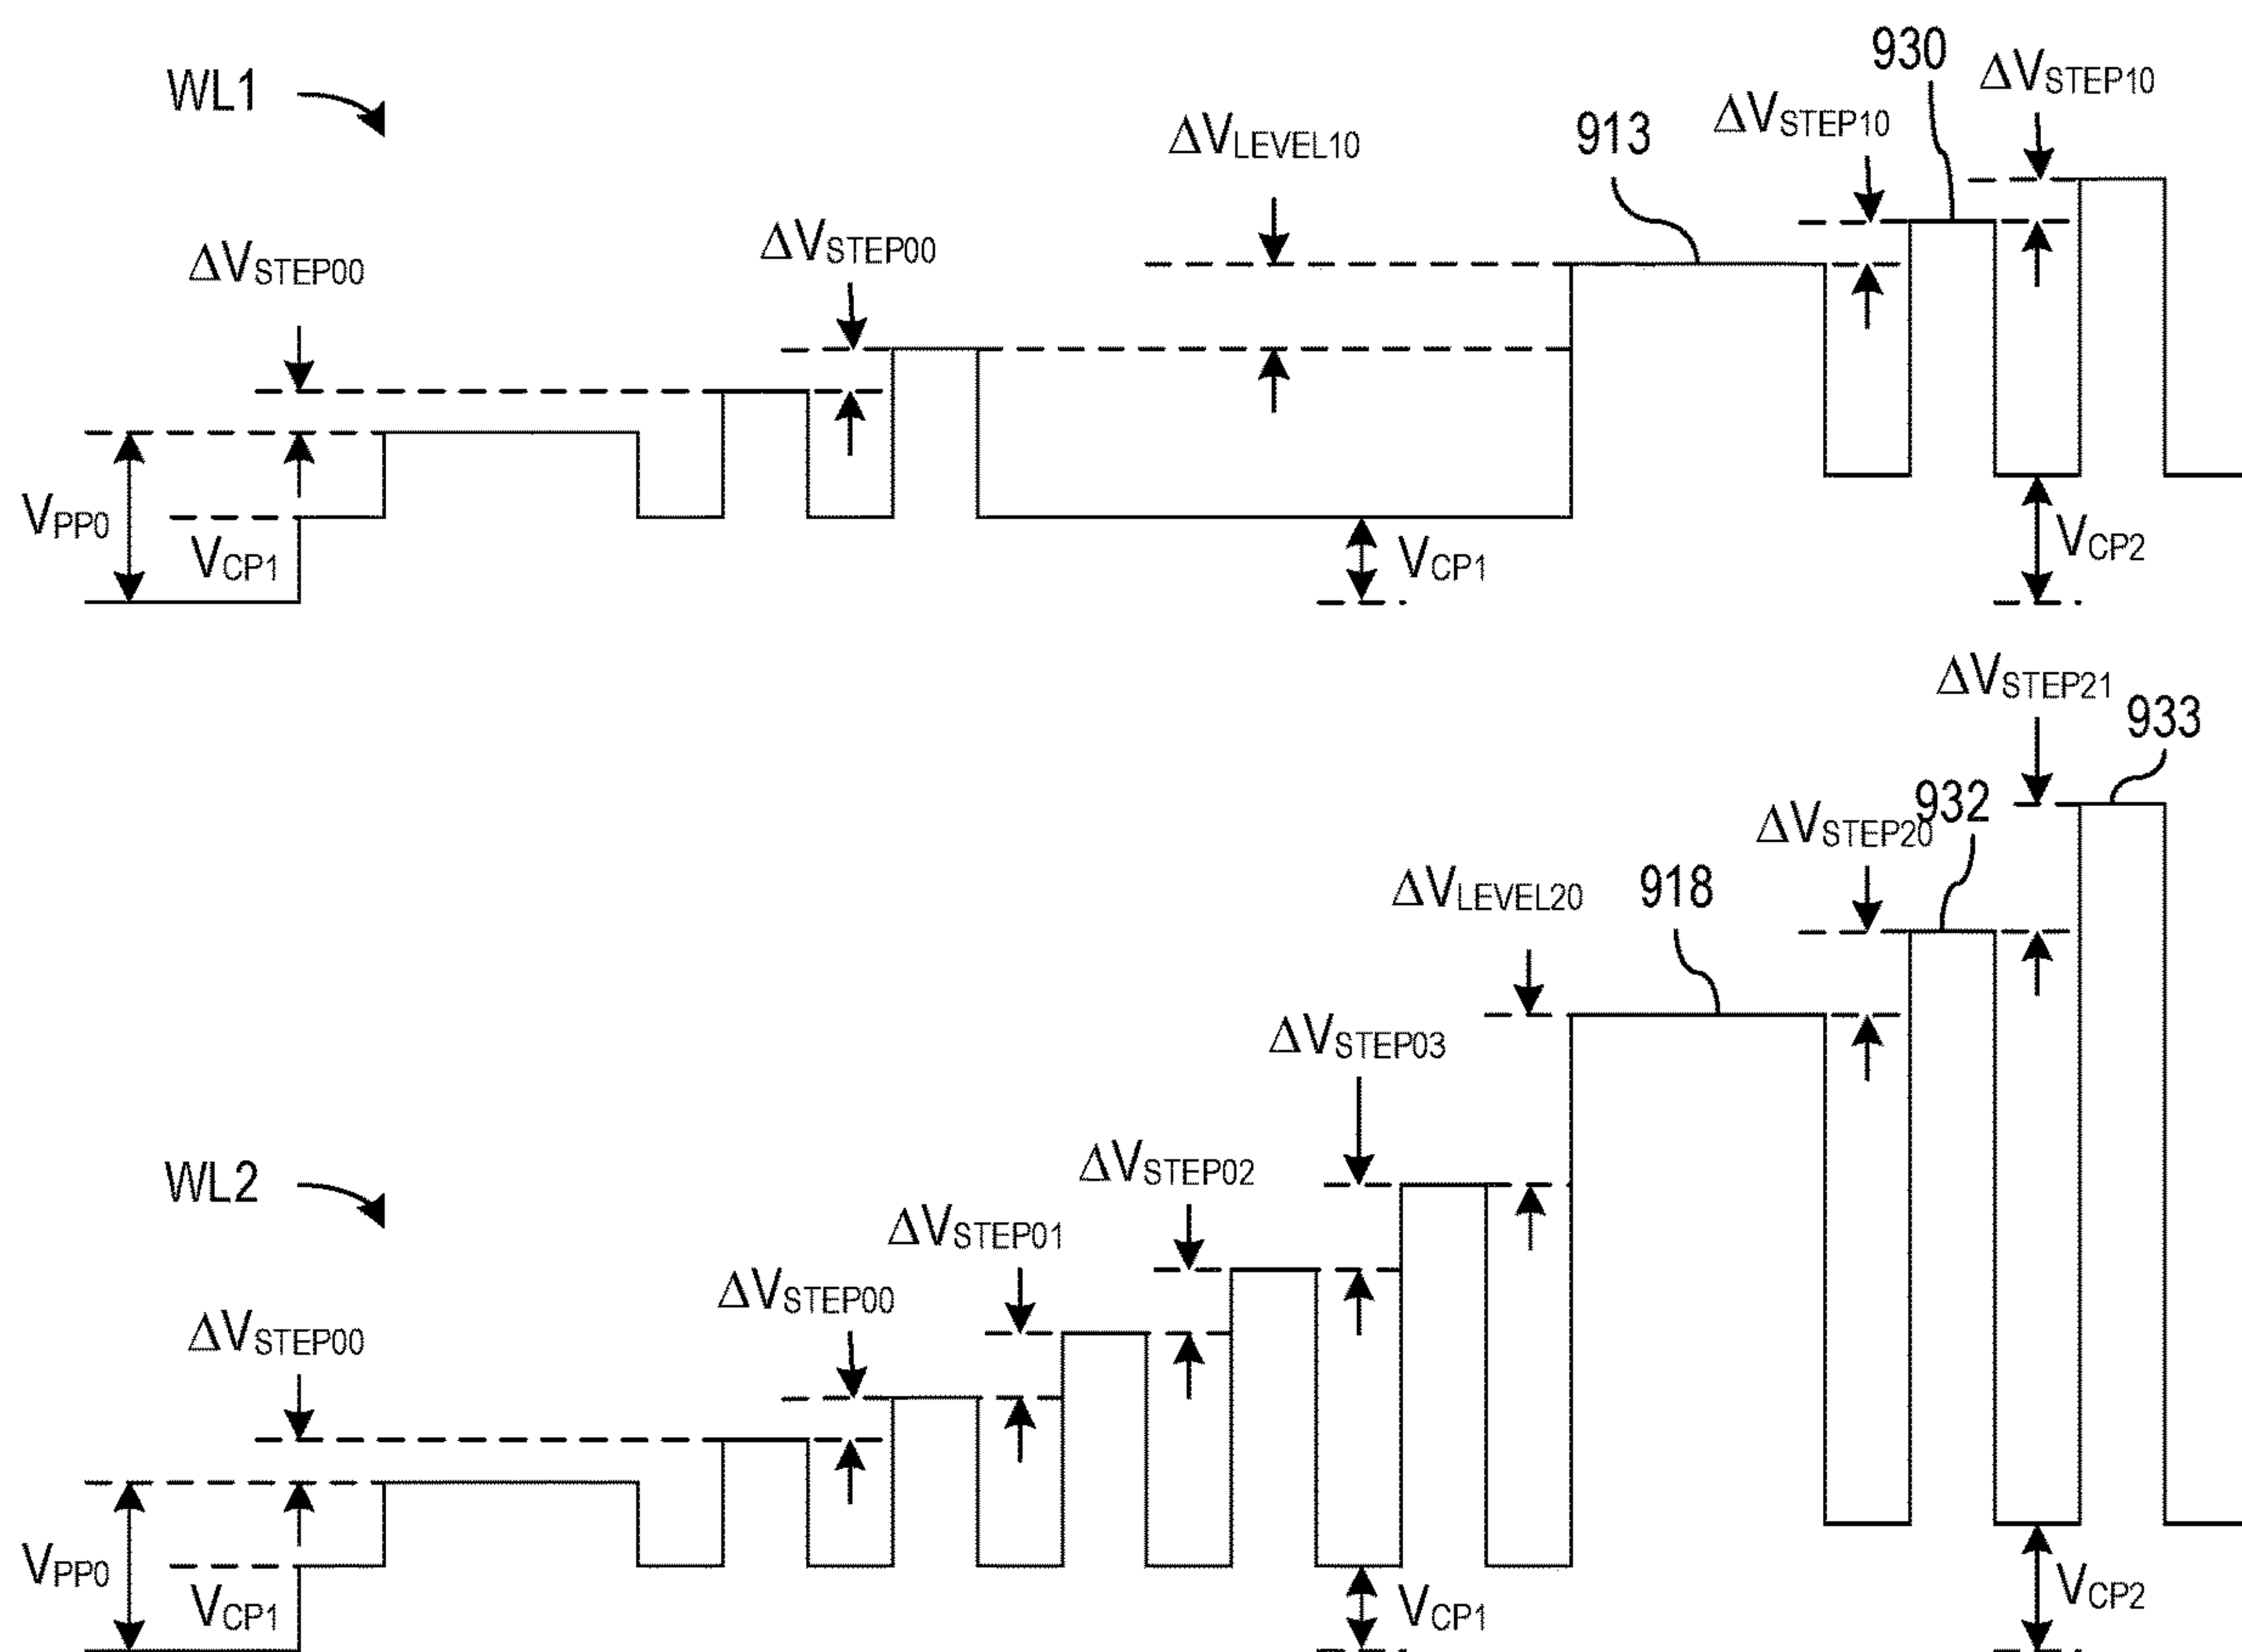 930
ΔVSTEP10
WL1
ΔVSTEP10
913
ΔVLEVEL10
ΔVSTEP00
ΔVSTEP00
VPP0
VCP1
VCP1
VCP2
ΔVSTEP21
933
932
ΔVSTEP20
ΔVLEVEL20
918
ΔVSTEP03
WL2
ΔVSTEP02
ΔVSTEP01
ΔVSTEP00
ΔVSTEP00
VPP0
VCP1
VCP1
VCP2